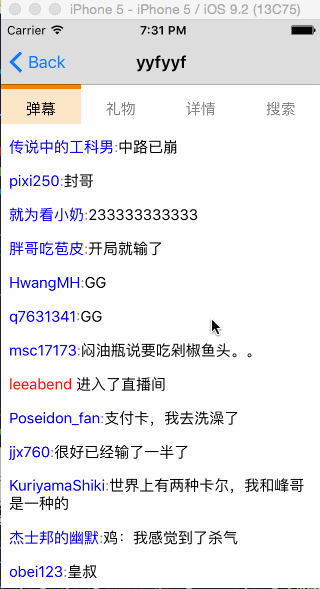 iPhone 5 - iPhone 5 / iOS 9.2 (13C75)
Carrier 7:31 PM
Back yyfyyf
弹幕 礼物 详情 搜索
传说中的工科男:中路已崩
pixi250:封哥
就为看小奶:233333333333
胖哥吃苞皮:开局就输了
HwangMH:GG
q7631341:GG
msc17173:闷油瓶说要吃剁椒鱼头。。
leeabend 进入了直播间
Poseidon_fan:支付卡，我去洗澡了
jjx760:很好已经输了一半了
KuriyamaShiki:世界上有两种卡尔，我和峰哥
是一种的
杰士邦的幽默:鸡：我感觉到了杀气
obei123:皇叔